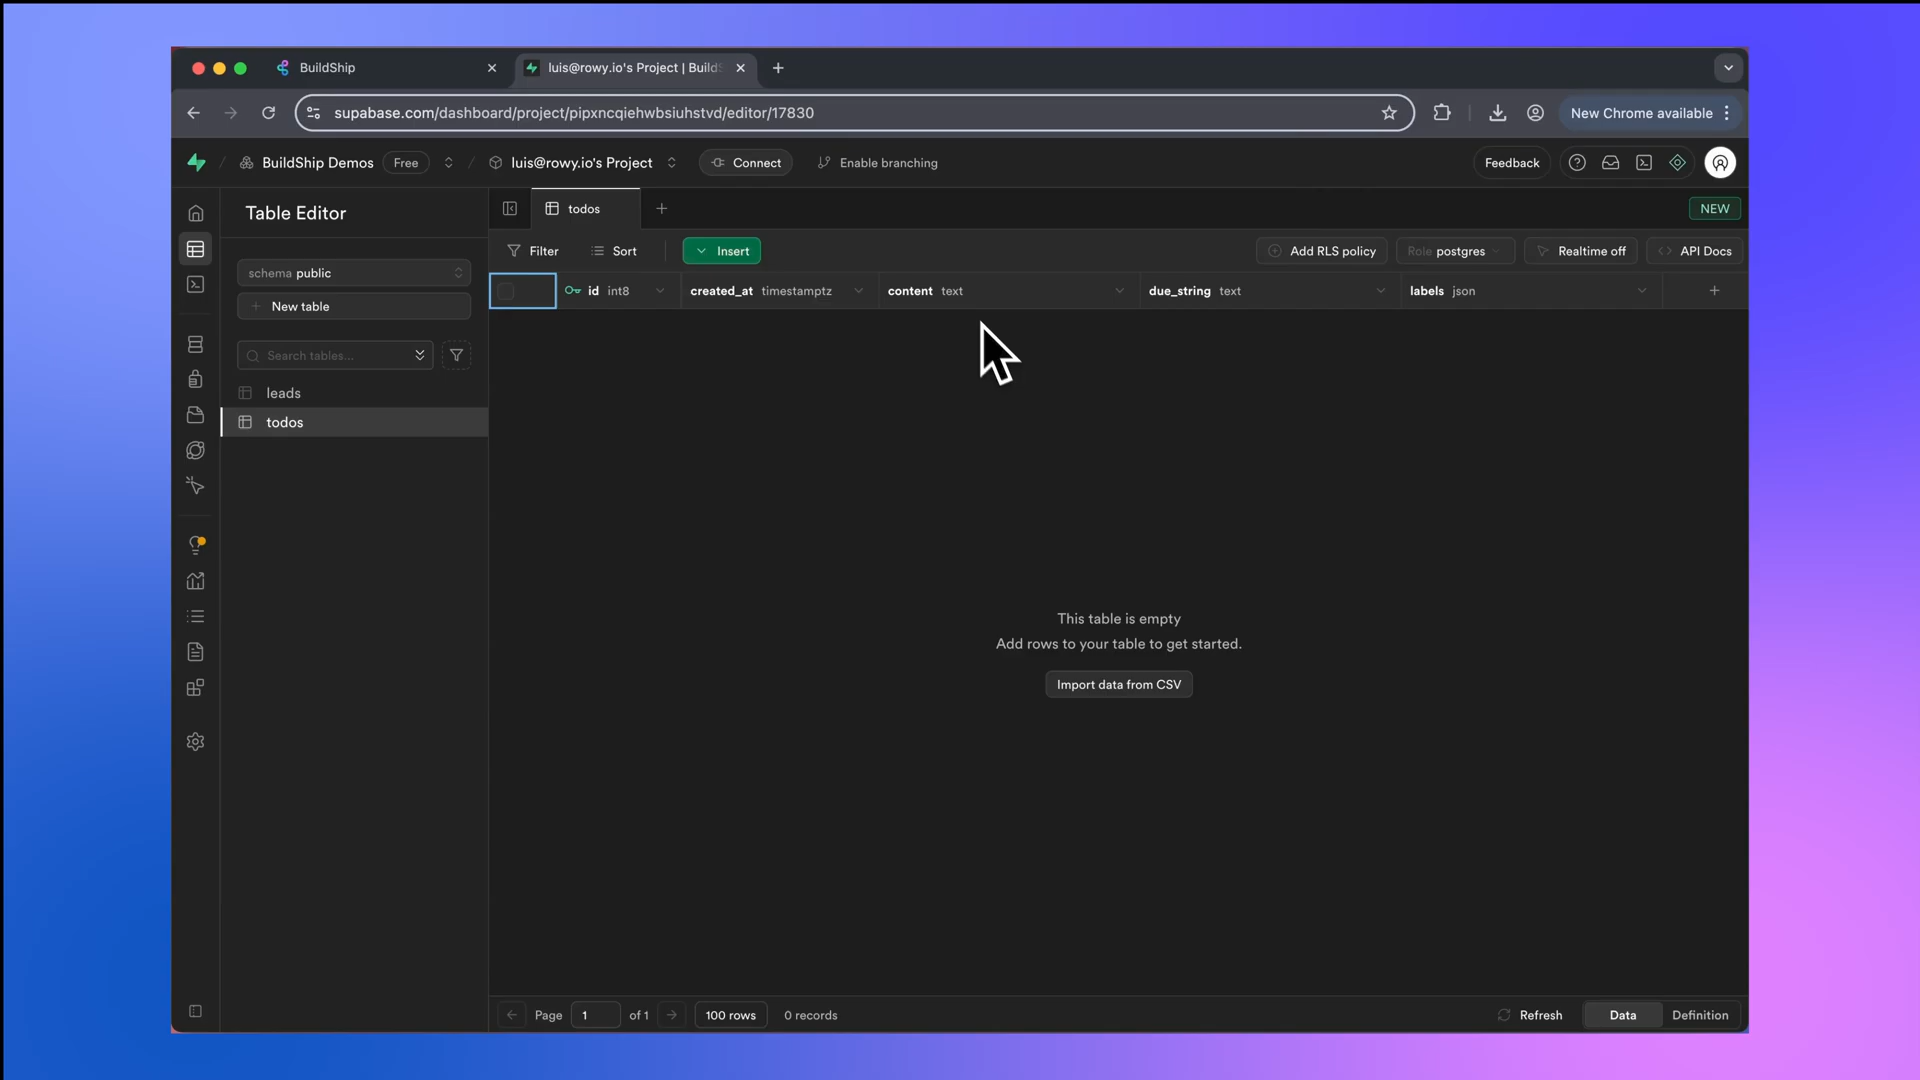 BuildShip
luis@rowy.io's Project | BuildS
supabase.com/dashboard/project/pipxncqiehwbsiuhstvd/editor/17830
New Chrome available
BuildShip Demos
Free
luis@rowy.io's Project
Connect
Enable branching
Feedback
Table Editor
todos
NEW
Filter
Sort
Insert
Add RLS policy
Role postgres
Realtime off
API Docs
schema public
New table
Search tables...
leads
todos
id int8
created_at timestamptz
content text
due_string text
labels json
This table is empty
Add rows to your table to get started.
Import data from CSV
Page
1
of 1
100 rows
0 records
Refresh
Data
Definition